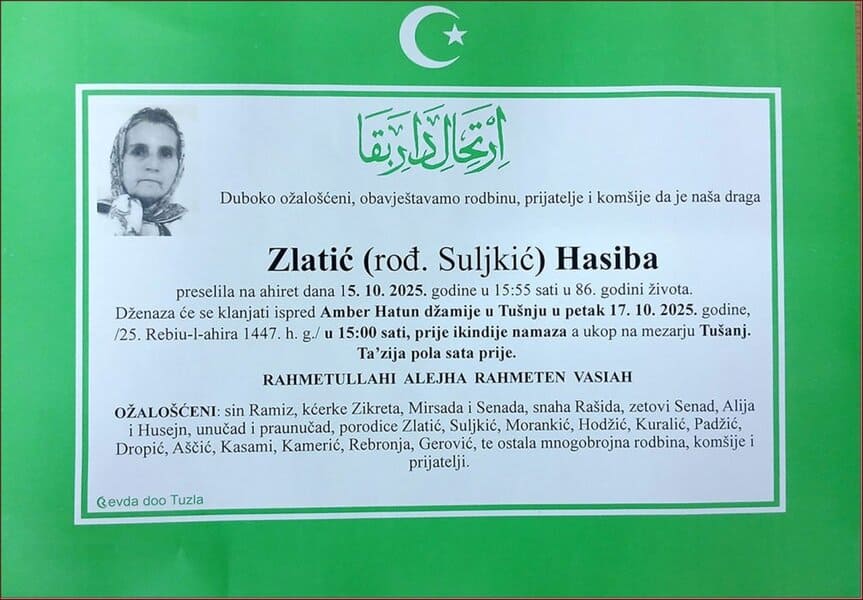 اِرْتِحَالِ دَارِ بَقَا
Duboko ožalošćeni, obavještavamo rodbinu, prijatelje i komšije da je naša draga
Zlatić (rođ. Suljkić) Hasiba
preselila na ahiret dana 15. 10. 2025. godine u 15:55 sati u 86. godini života.
Dženaza će se klanjati ispred Amber Hatun džamije u Tušnju u petak 17. 10. 2025. godine,
/25. Rebiu-l-ahira 1447. h. g./ u 15:00 sati, prije ikindije namaza a ukop na mezarju Tušanj.
Ta’zija pola sata prije.
RAHMETULLAHI ALEJHA RAHMETEN VASIAH
OŽALOŠĆENI: sin Ramiz, kćerke Zikreta, Mirsada i Senada, snaha Rašida, zetovi Senad, Alija
i Husejn, unučad i praunučad, porodice Zlatić, Suljkić, Morankić, Hodžić, Kuralić, Padžić,
Dropić, Aščić, Kasami, Kamerić, Rebronja, Gerović, te ostala mnogobrojna rodbina, komšije i
prijatelji.
evda doo Tuzla